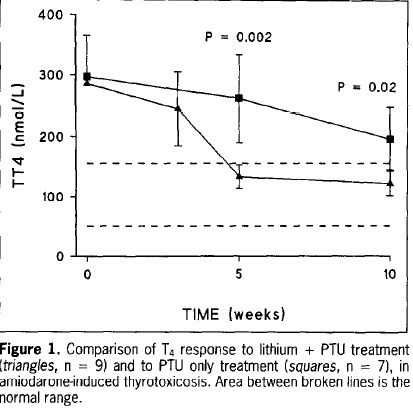 400
P = 0.002
300
P = 0.02
TT4 (nmol/L)
200
100
0
0
5
10
TIME (weeks)
Figure 1. Comparison of T4 response to lithium + PTU treatment
(triangles, n = 9) and to PTU only treatment (squares, n = 7), in
amiodarone-induced thyrotoxicosis. Area between broken lines is the
normal range.